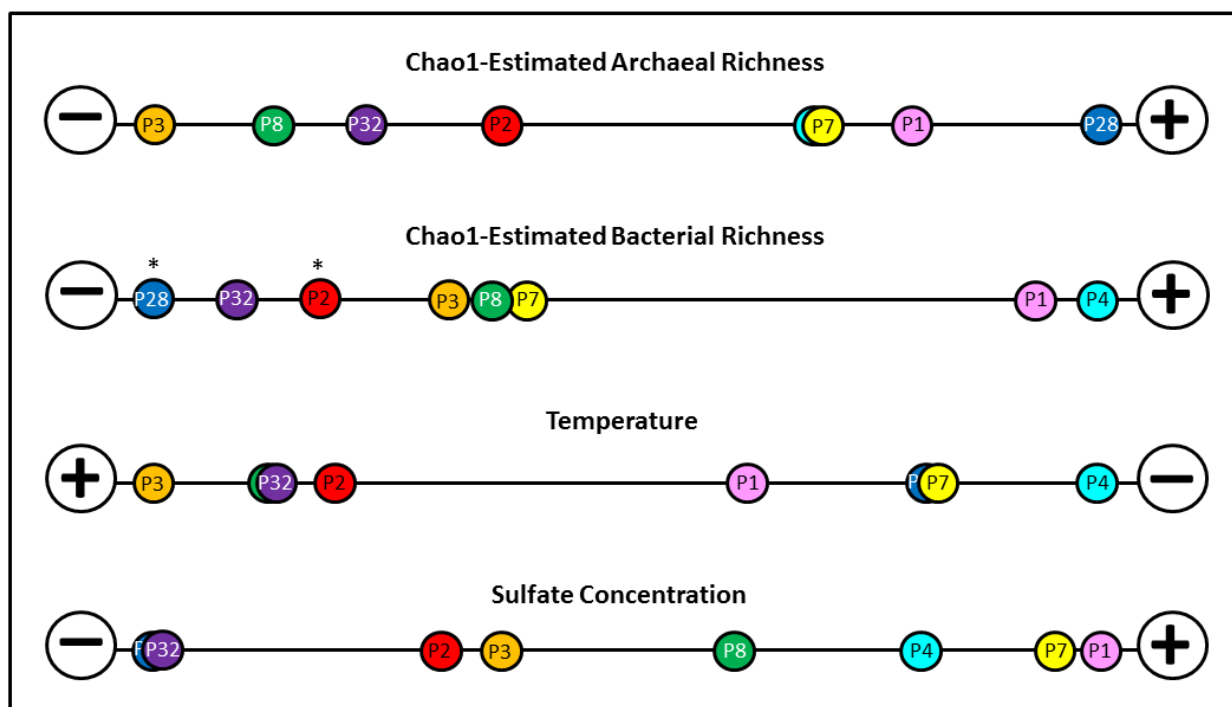 Chao1-Estimated Archaeal Richness
− P3 P8 P32 P2 P7 P1 P28 +
Chao1-Estimated Bacterial Richness
* *
− P28 P32 P2 P3 P8 P7 P1 P4 +
Temperature
+ P3 P32 P2 P1 P P7 P4 −
Sulfate Concentration
− P P32 P2 P3 P8 P4 P7 P1 +